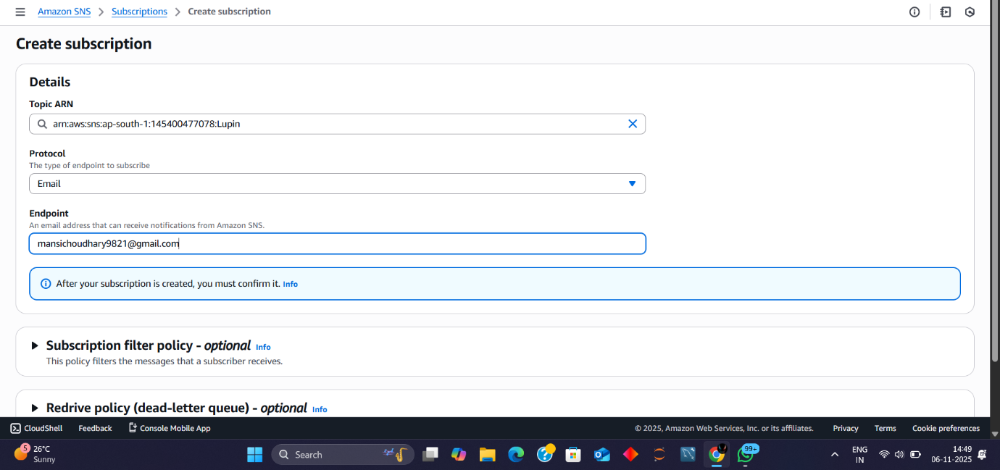 Amazon SNS > Subscriptions > Create subscription
Create subscription
Details
Topic ARN
arn:aws:sns:ap-south-1:145400477078:Lupin
Protocol
The type of endpoint to subscribe
Email
Endpoint
An email address that can receive notifications from Amazon SNS.
mansichoudhary9821@gmail.com
After your subscription is created, you must confirm it. Info
Subscription filter policy - optional Info
This policy filters the messages that a subscriber receives.
Redrive policy (dead-letter queue) - optional Info
CloudShell Feedback Console Mobile App © 2025, Amazon Web Services, Inc. or its affiliates. Privacy Terms Cookie preferences
5 26°C
Sunny
Search
99+
ENG
IN
14:49
06-11-2025